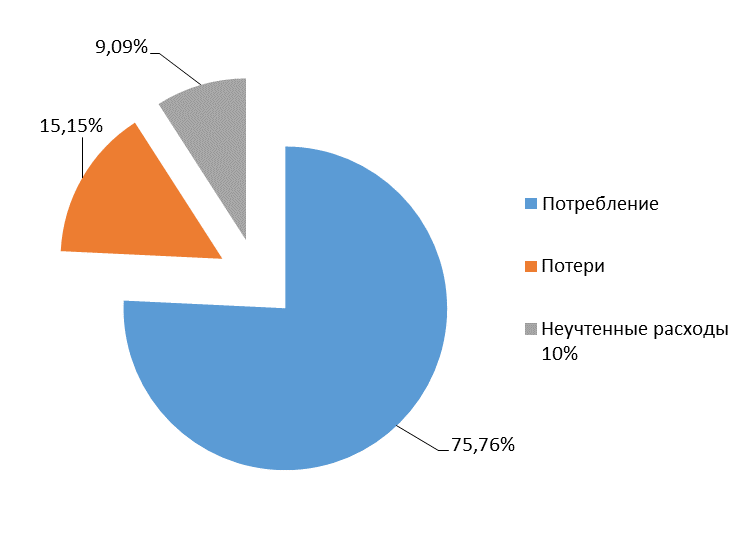 9,09%
15,15%
Потребление
Потери
Неучтенные расходы
10%
75,76%